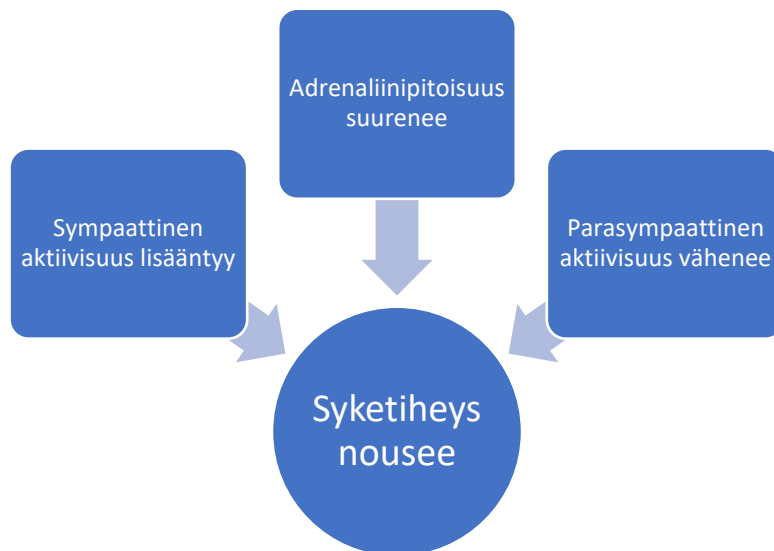 Adrenaliinipitoisuus
suurenee
Sympaattinen
aktiivisuus lisääntyy
Parasympaattinen
aktiivisuus vähenee
Syketiheys
nousee